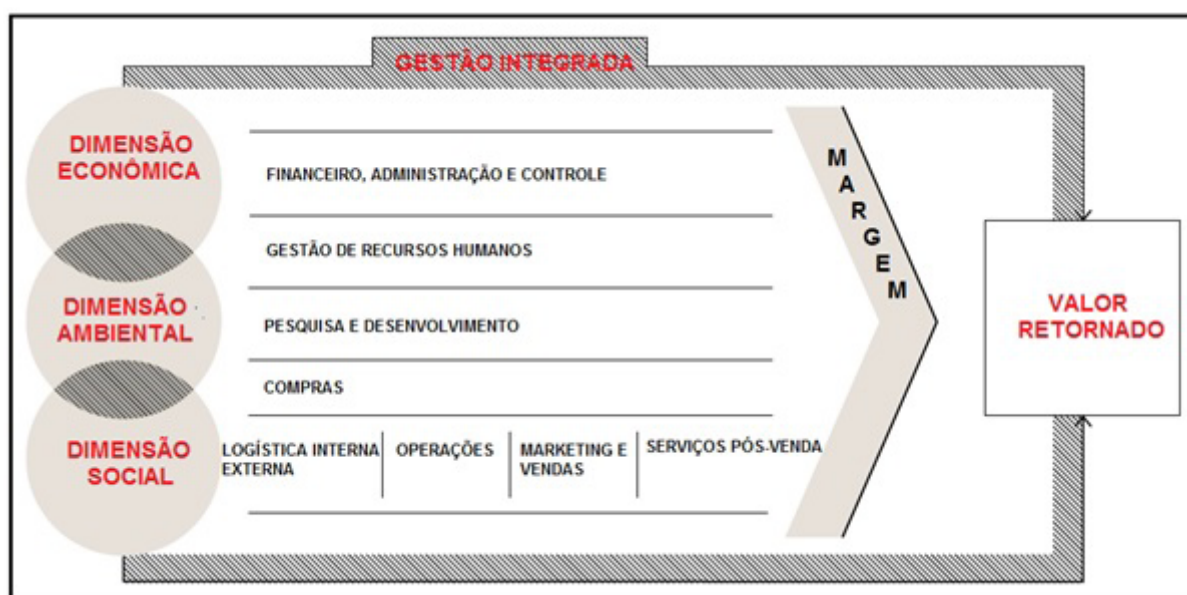 GESTÃO INTEGRADA
DIMENSÃO
ECONÔMICA
DIMENSÃO
AMBIENTAL
DIMENSÃO
SOCIAL
FINANCEIRO, ADMINISTRAÇÃO E CONTROLE
GESTÃO DE RECURSOS HUMANOS
PESQUISA E DESENVOLVIMENTO
COMPRAS
LOGÍSTICA INTERNA
EXTERNA
OPERAÇÕES
MARKETING E
VENDAS
SERVIÇOS PÓS-VENDA
MARGEM
VALOR
RETORNADO